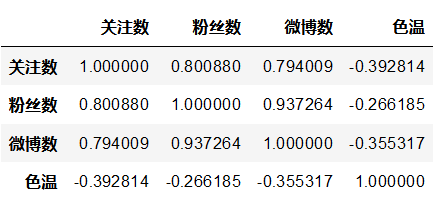 关注数 粉丝数 微博数 色温
关注数 1.000000 0.800880 0.794009 -0.392814
粉丝数 0.800880 1.000000 0.937264 -0.266185
微博数 0.794009 0.937264 1.000000 -0.355317
色温 -0.392814 -0.266185 -0.355317 1.000000